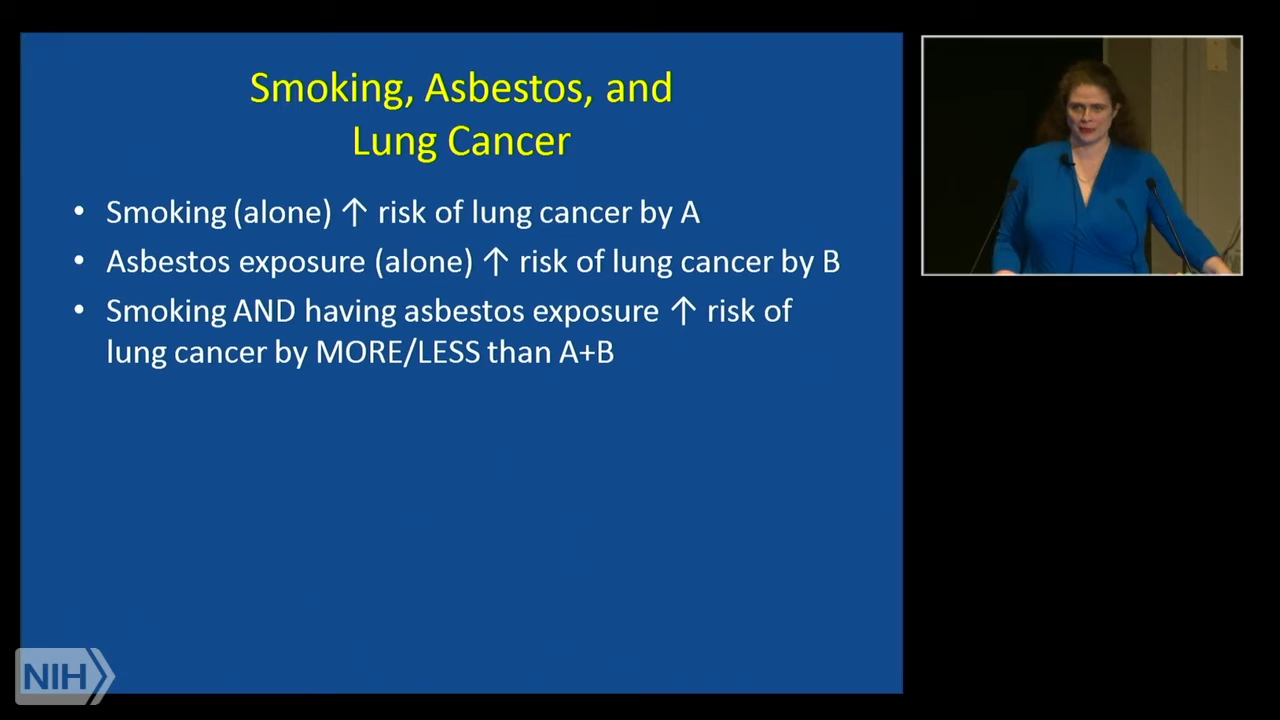 Smoking, Asbestos, and
Lung Cancer
• Smoking (alone) ↑ risk of lung cancer by A
• Asbestos exposure (alone) ↑ risk of lung cancer by B
• Smoking AND having asbestos exposure ↑ risk of
lung cancer by MORE/LESS than A+B
NIH